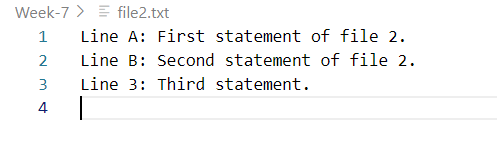 Week-7 > file2.txt
1 Line A: First statement of file 2.
2 Line B: Second statement of file 2.
3 Line 3: Third statement.
4